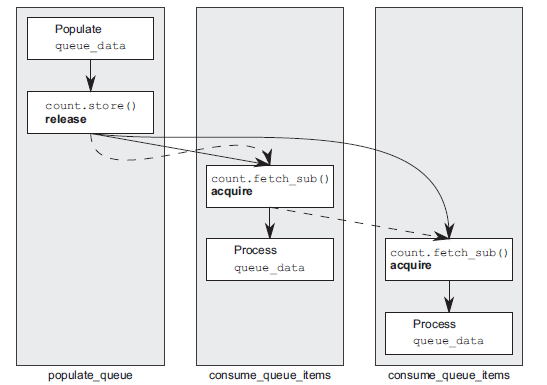 Populate
queue_data
count.store()
release
count.fetch_sub()
acquire
Process
queue_data
count.fetch_sub()
acquire
Process
queue_data
populate_queue
consume_queue_items
consume_queue_items